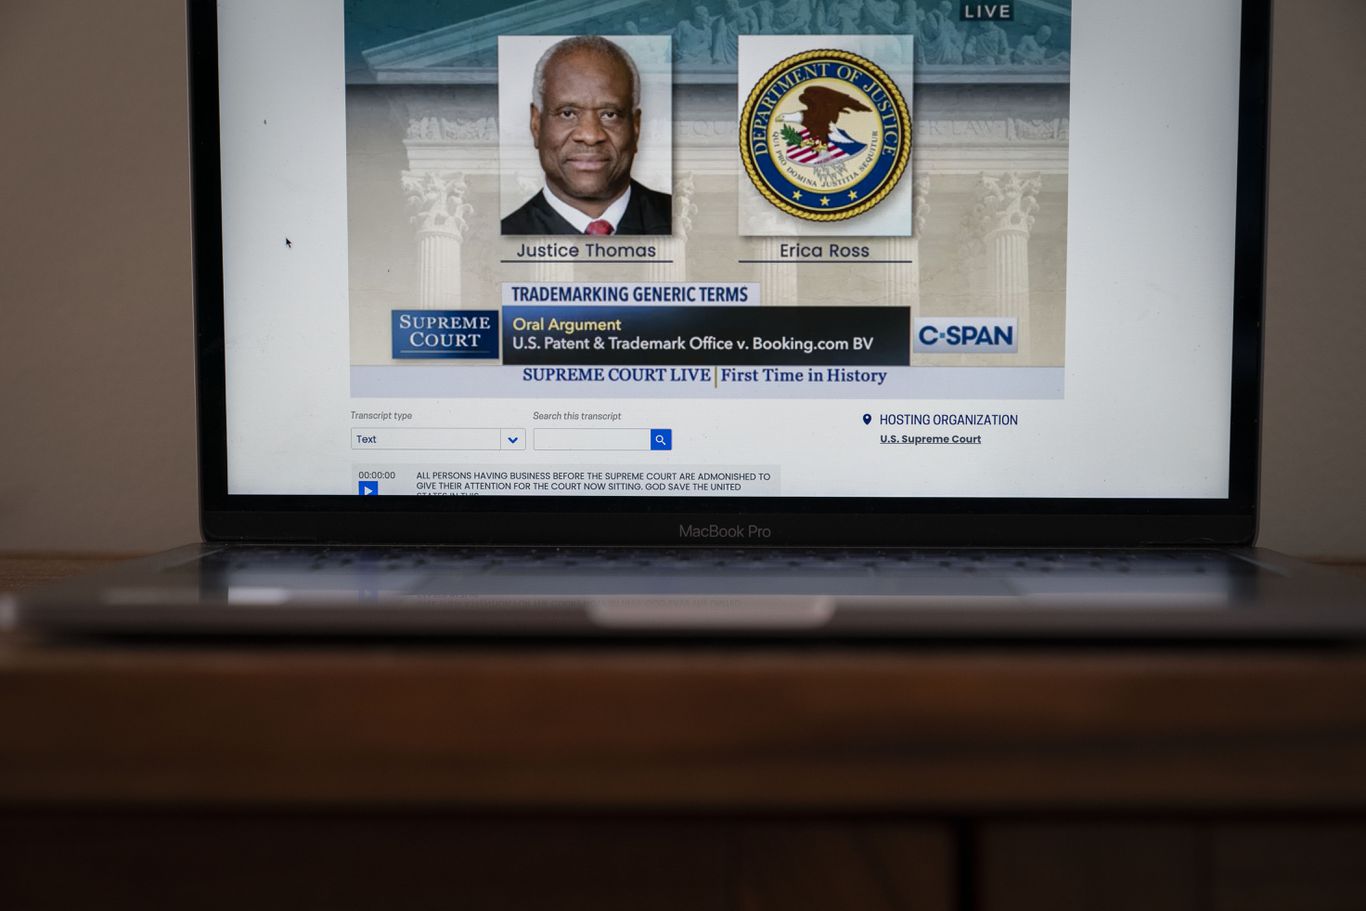 LIVE
DEPARTMENT OF JUSTICE
QUI PRO DOMINA JUSTITIA SEQUITUR
Justice Thomas
Erica Ross
TRADEMARKING GENERIC TERMS
SUPREME
COURT
Oral Argument
U.S. Patent & Trademark Office v. Booking.com BV
C-SPAN
SUPREME COURT LIVE | First Time in History
Transcript type
Search this transcript
HOSTING ORGANIZATION
Text
U.S. Supreme Court
00:00:00
ALL PERSONS HAVING BUSINESS BEFORE THE SUPREME COURT ARE ADMONISHED TO
GIVE THEIR ATTENTION FOR THE COURT NOW SITTING. GOD SAVE THE UNITED
STATES IN THIS
MacBook Pro